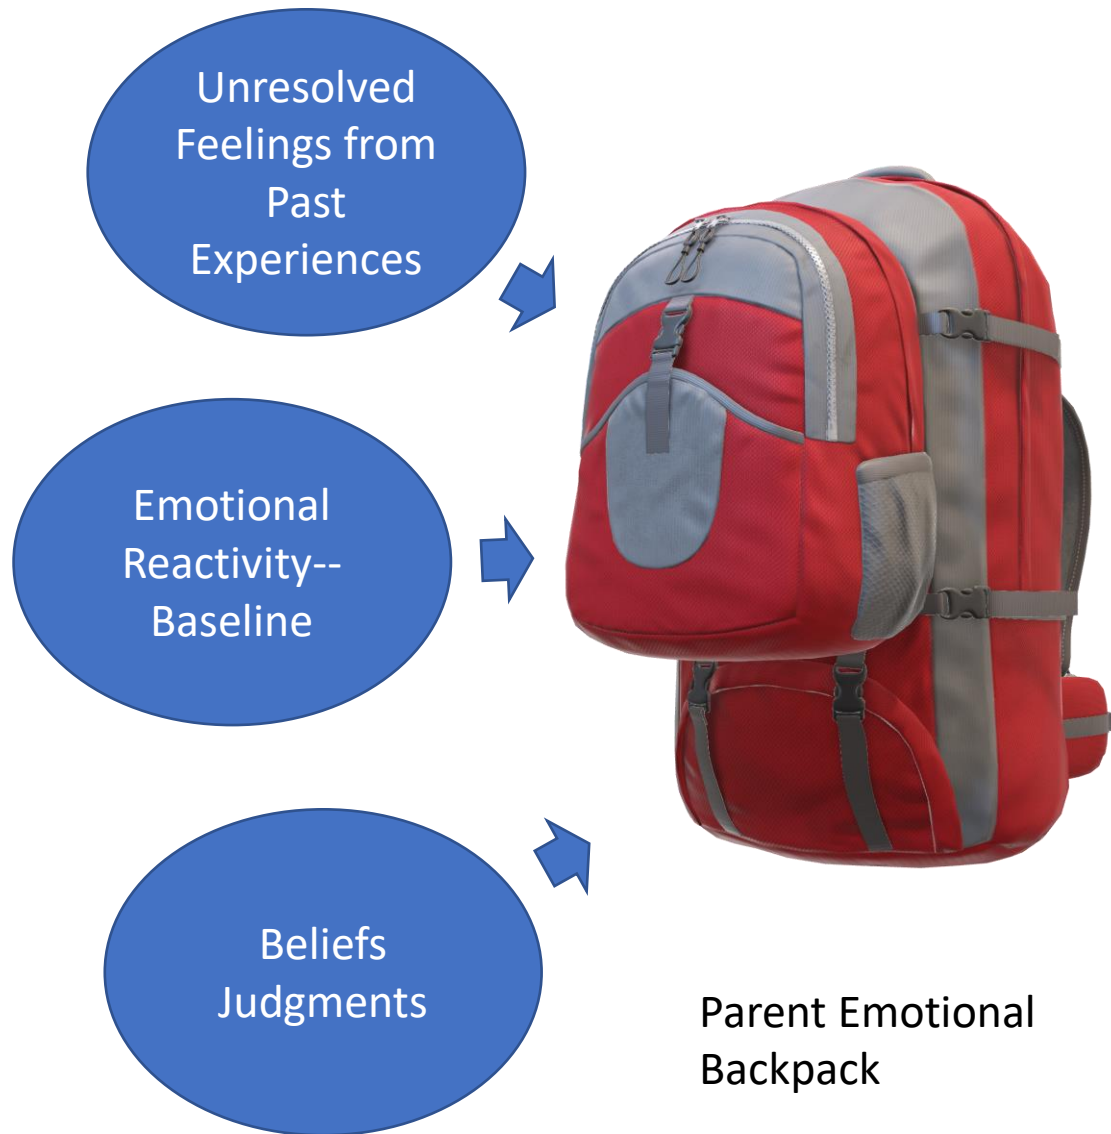 Unresolved
Feelings from
Past
Experiences
Emotional
Reactivity--
Baseline
Beliefs
Judgments
Parent Emotional
Backpack